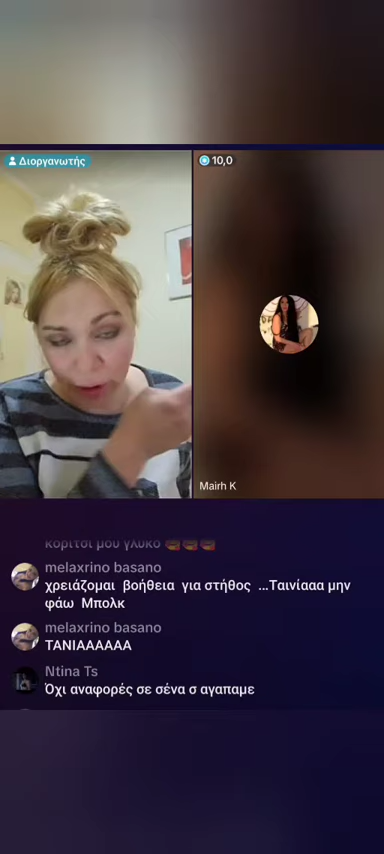 Διοργανωτής
10,0
Mairh K
κορίτσι μου γλυκό
melaxrino basano
χρειάζομαι βοήθεια για στήθος ...Ταινίααα μην
φάω Μπολκ
melaxrino basano
ΤΑΝΙΑΑΑΑΑΑ
Ntina Ts
Όχι αναφορές σε σένα σ αγαπαμε